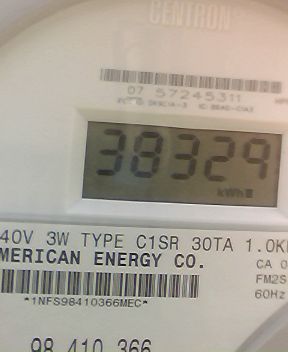 CENTRON
07 57245311
38329
kWh
40V 3W TYPE C1SR 30TA 1.0K
MERICAN ENERGY CO.
CA 0
FM2S
60Hz
*1NFS98410366MEC*
98 410 366